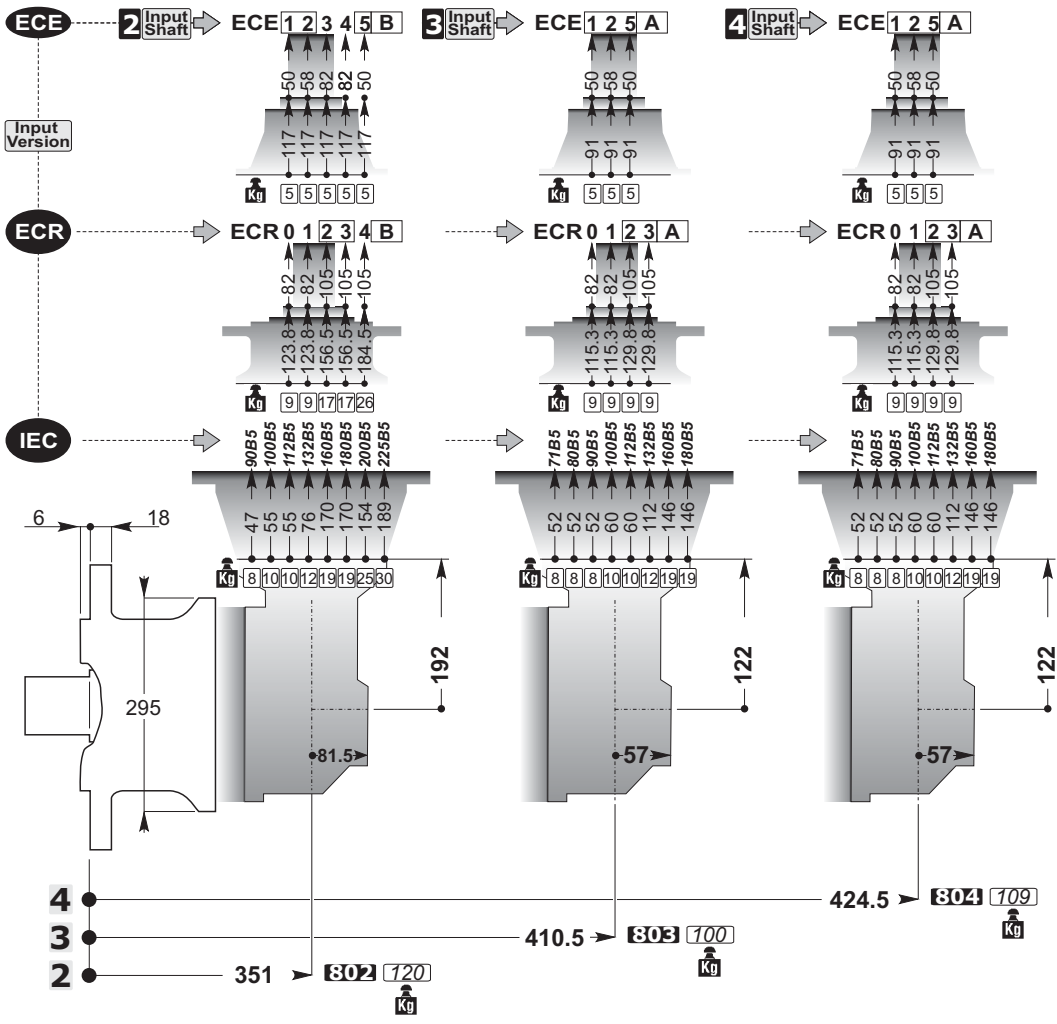 ECE 2 Input Shaft ECE 1 2 3 4 5 B 3 Input Shaft ECE 1 2 5 A 4 Input Shaft ECE 1 2 5 A
50 58 82 82 50 50 58 50 50 58 50
Input Version
117 117 117 117 117 91 91 91 91 91 91
Kg 5 5 5 5 5 Kg 5 5 5 Kg 5 5 5
ECR ECR 0 1 2 3 4 B ECR 0 1 2 3 A ECR 0 1 2 3 A
82 82 105 105 105 82 82 105 105 82 82 105 105
123.8 123.8 156.5 156.5 184.5 115.3 115.3 129.8 129.8 115.3 115.3 129.8 129.8
Kg 9 9 17 17 26 Kg 9 9 9 9 Kg 9 9 9 9
IEC 90B5 100B5 112B5 132B5 160B5 180B5 200B5 225B5 71B5 80B5 90B5 100B5 112B5 132B5 160B5 180B5 71B5 80B5 90B5 100B5 112B5 132B5 160B5 180B5
6 18 47 55 55 76 170 170 154 189 52 52 52 60 60 112 146 146 52 52 52 60 60 112 146 146
Kg 8 10 10 12 19 19 25 30 Kg 8 8 8 10 10 12 19 19 Kg 8 8 8 10 10 12 19 19
192 122 122
295
81.5 57 57
4 424.5 804 109
Kg
3 410.5 803 100
Kg
2 351 802 120
Kg